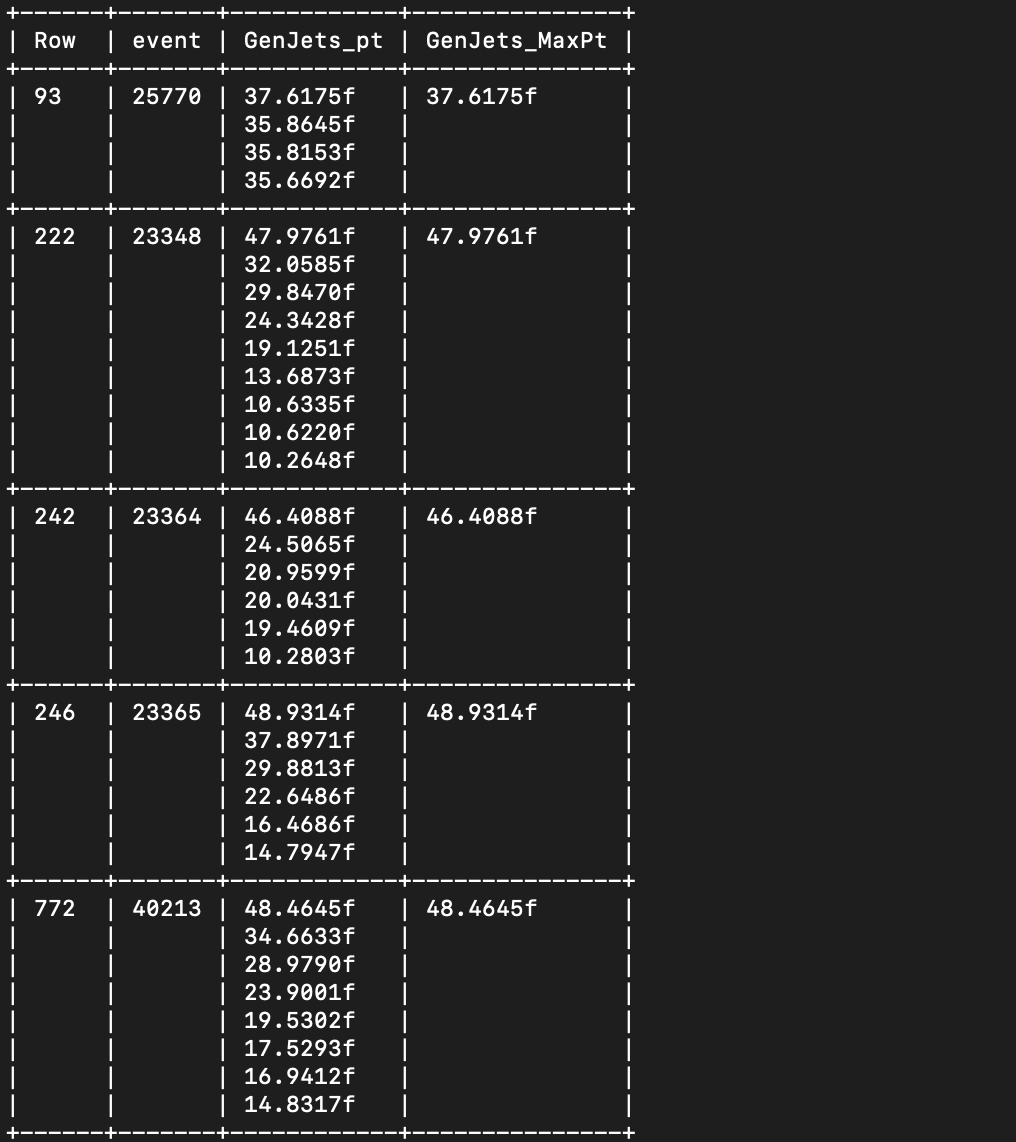 +------+-------+------------+--------------+
| Row  | event | GenJets_pt | GenJets_MaxPt |
+------+-------+------------+--------------+
| 93   | 25770 | 37.6175f   | 37.6175f     |
|      |       | 35.8645f   |              |
|      |       | 35.8153f   |              |
|      |       | 35.6692f   |              |
+------+-------+------------+--------------+
| 222  | 23348 | 47.9761f   | 47.9761f     |
|      |       | 32.0585f   |              |
|      |       | 29.8470f   |              |
|      |       | 24.3428f   |              |
|      |       | 19.1251f   |              |
|      |       | 13.6873f   |              |
|      |       | 10.6335f   |              |
|      |       | 10.6220f   |              |
|      |       | 10.2648f   |              |
+------+-------+------------+--------------+
| 242  | 23364 | 46.4088f   | 46.4088f     |
|      |       | 24.5065f   |              |
|      |       | 20.9599f   |              |
|      |       | 20.0431f   |              |
|      |       | 19.4609f   |              |
|      |       | 10.2803f   |              |
+------+-------+------------+--------------+
| 246  | 23365 | 48.9314f   | 48.9314f     |
|      |       | 37.8971f   |              |
|      |       | 29.8813f   |              |
|      |       | 22.6486f   |              |
|      |       | 16.4686f   |              |
|      |       | 14.7947f   |              |
+------+-------+------------+--------------+
| 772  | 40213 | 48.4645f   | 48.4645f     |
|      |       | 34.6633f   |              |
|      |       | 28.9790f   |              |
|      |       | 23.9001f   |              |
|      |       | 19.5302f   |              |
|      |       | 17.5293f   |              |
|      |       | 16.9412f   |              |
|      |       | 14.8317f   |              |
+------+-------+------------+--------------+